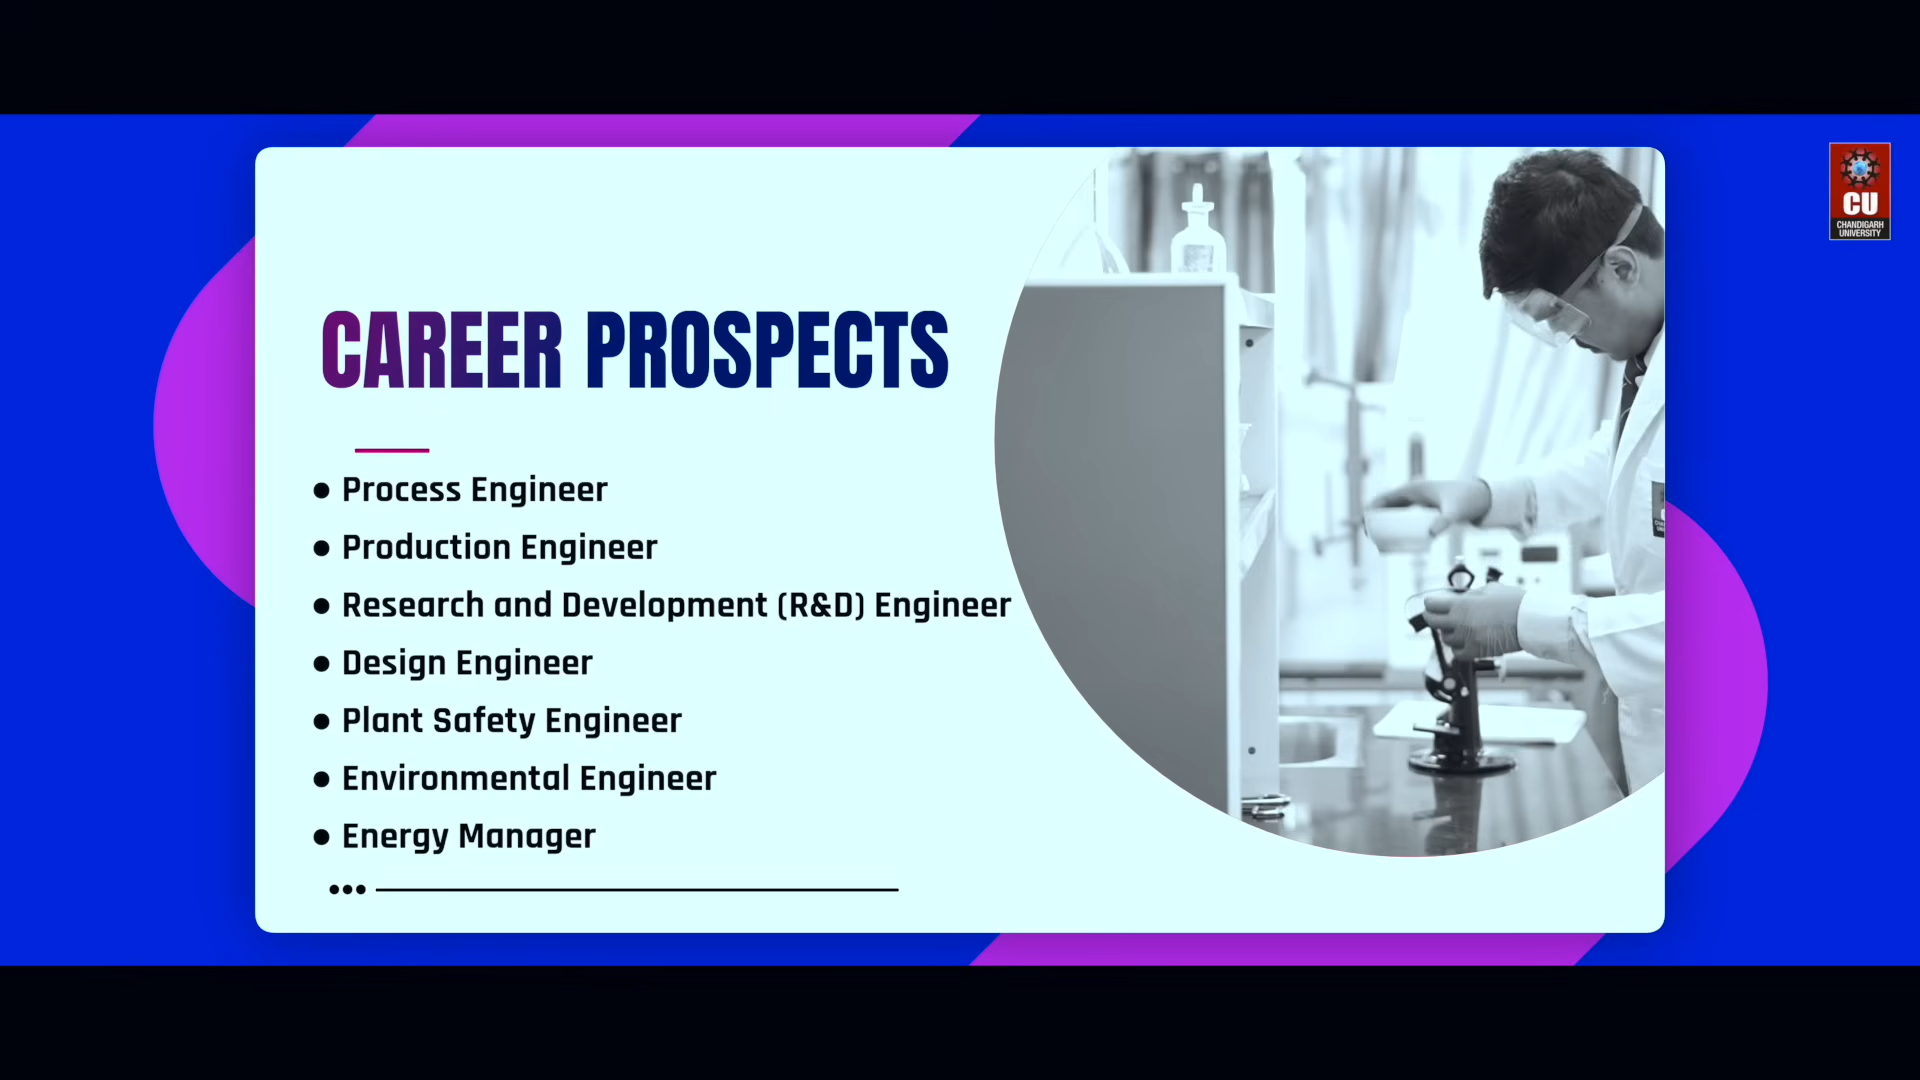 CU
CHANDIGARH
UNIVERSITY
CAREER PROSPECTS
• Process Engineer
• Production Engineer
• Research and Development (R&D) Engineer
• Design Engineer
• Plant Safety Engineer
• Environmental Engineer
• Energy Manager